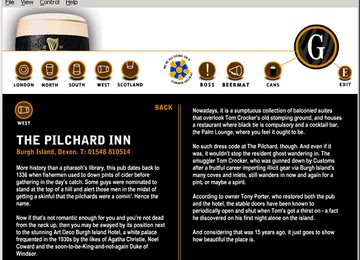 File View Control Help
G
LONDON NORTH SOUTH WEST SCOTLAND BOSS BEERMAT CANS EXIT
E
WEST
BACK
THE PILCHARD INN
Burgh Island, Devon. T: 01548 810514
More history than a pharaoh's library, this pub dates back to
1336 when fishermen used to down pints of cider before
gathering in the day's catch. Some guys were nominated to
stand at the top of a hill and alert those men in the midst of
getting a skinful that the pilchards were a comin'. Hence the
name.
Now if that's not romantic enough for you and you're not dead
from the neck up, then you may be swayed by its position next
to the stunning Art Deco Burgh Island Hotel, a white palace
frequented in the 1930s by the likes of Agatha Christie, Noel
Coward and the soon-to-be-King-and-not-again Duke of
Windsor.
Nowadays, it is a sumptuous collection of balconied suites
that overlook Tom Crocker's old stomping ground, and houses
a restaurant where black tie is compulsory and a cocktail bar,
the Palm Lounge, where you feel it ought to be.
No such dress code at The Pilchard, though. And even if it
was, it wouldn't stop the resident ghost wandering in. The
smuggler Tom Crocker, who was gunned down by Customs
after a fruitful career importing illicit gear via Burgh Island's
many coves and inlets, still wanders in now and again for a
pint, or maybe a spirit.
According to owner Tony Porter, who restored both the pub
and the hotel, the stable doors have been known to
periodically open and shut when Tom's got a thirst on - a fact
he discovered on his first night alone on the island.
And considering that was 15 years ago, it just goes to show
how beautiful the place is.